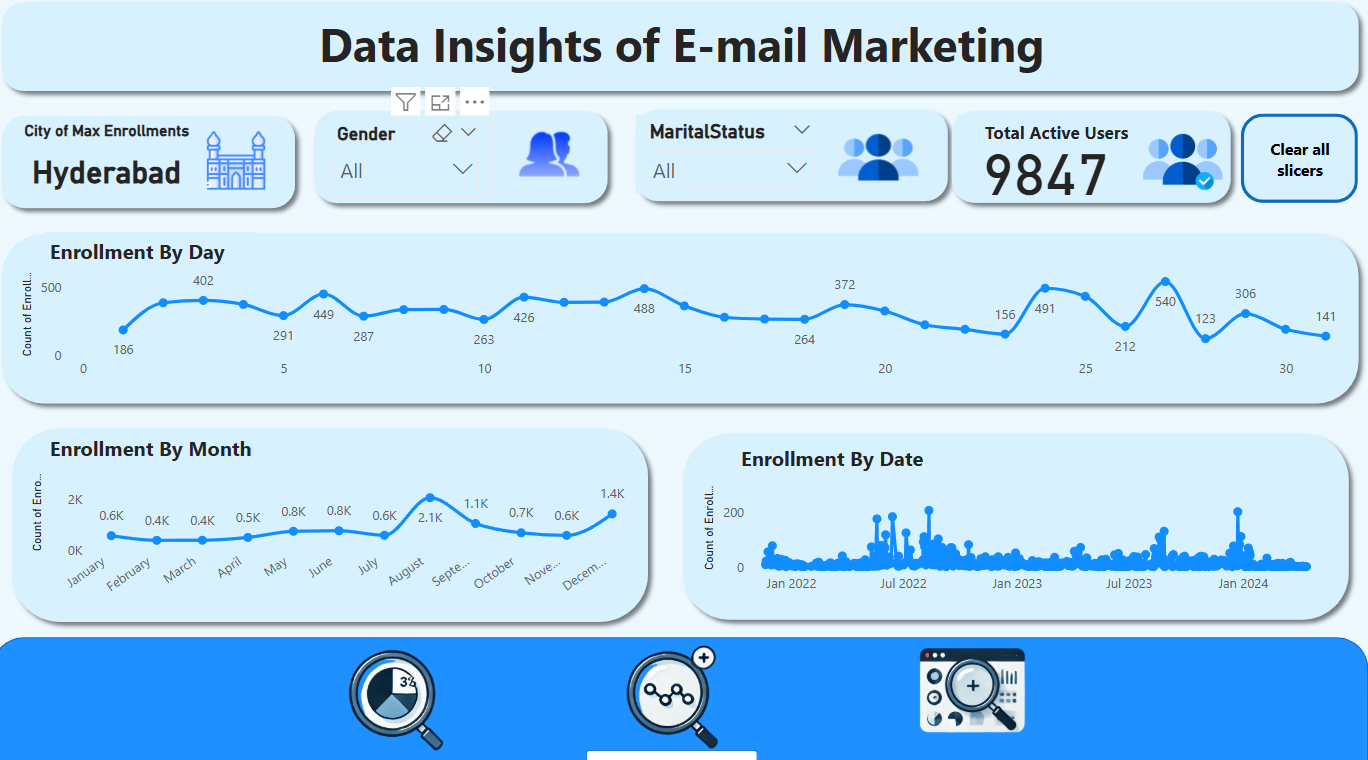 Data Insights of E-mail Marketing
City of Max Enrollments
Hyderabad
Gender
All
MaritalStatus
All
Total Active Users
9847
Clear all
slicers
Enrollment By Day
Count of Enroll...
500
0
186
402
291
449
287
263
426
488
264
372
156
491
212
540
123
306
141
0
5
10
15
20
25
30
Enrollment By Month
Count of Enro...
2K
0K
0.6K
0.4K
0.4K
0.5K
0.8K
0.8K
0.6K
2.1K
1.1K
0.7K
0.6K
1.4K
January
February
March
April
May
June
July
August
Septe...
October
Nove...
Decem...
Enrollment By Date
Count of Enroll...
200
0
Jan 2022
Jul 2022
Jan 2023
Jul 2023
Jan 2024